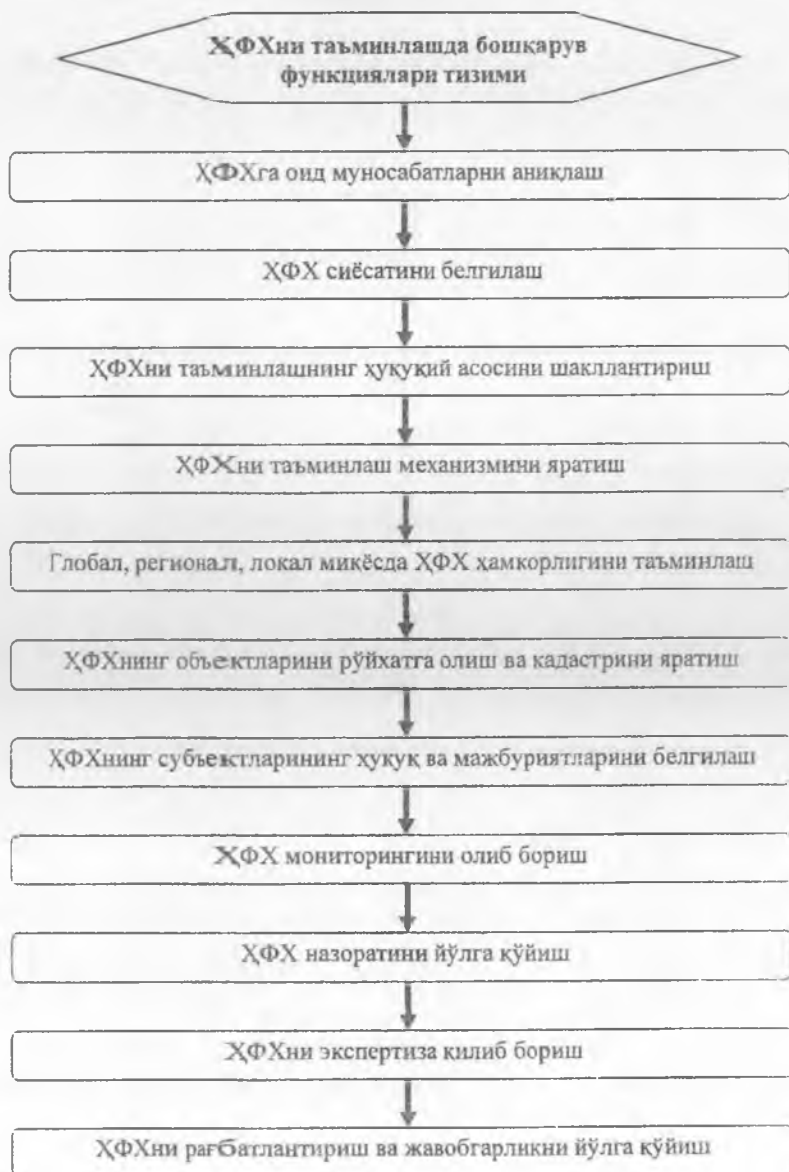 ҲФХни таъминлашда бошқарув
функциялари тизими
ҲФХга оид муносабатларни аниқлаш
ҲФХ сиёсатини белгилаш
ҲФХни таъминлашнинг ҳуқуқий асосини шакллантириш
ҲФХни таъминлаш механизмини яратиш
Глобал, регионал, локал миқёсда ҲФХ ҳамкорлигини таъминлаш
ҲФХнинг объектларини рўйхатга олиш ва кадастрини яратиш
ҲФХнинг субъектларининг ҳуқуқ ва мажбуриятларини белгилаш
ҲФХ мониторингини олиб бориш
ҲФХ назоратини йўлга қўйиш
ҲФХни экспертиза қилиб бориш
ҲФХни рағбатлантириш ва жавобгарликни йўлга қўйиш